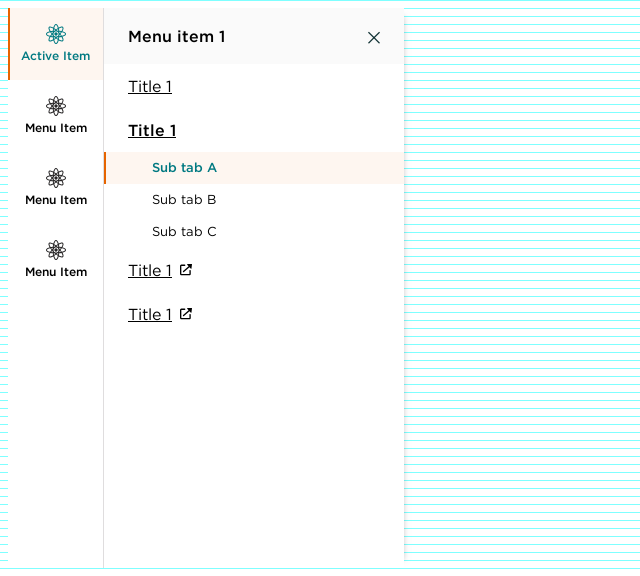 Active Item
Menu Item
Menu Item
Menu Item
Menu item 1
Title 1
Title 1
Sub tab A
Sub tab B
Sub tab C
Title 1
Title 1